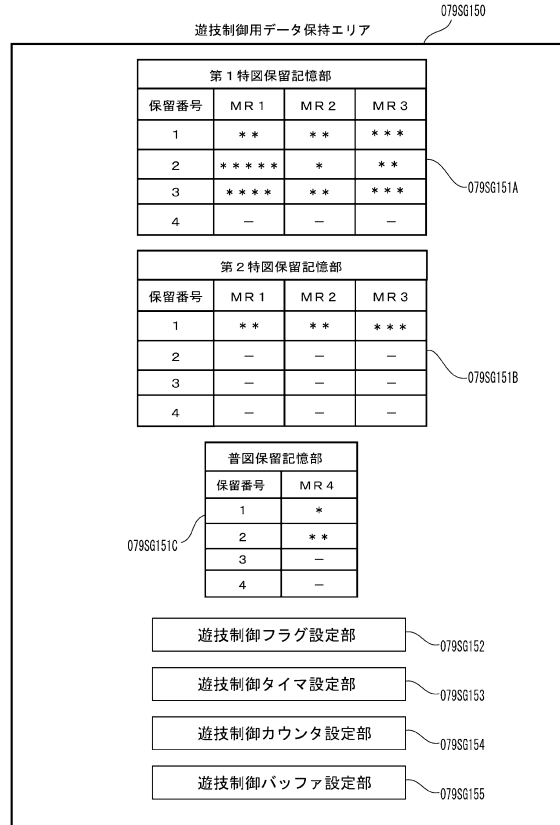 079SG150
遊技制御用データ保持エリア
第1特図保留記憶部
保留番号 MR1 MR2 MR3
1 ** ** ***
2 ***** * **
3 **** ** ***
4 － － －
079SG151A
第2特図保留記憶部
保留番号 MR1 MR2 MR3
1 ** ** ***
2 － － －
3 － － －
4 － － －
079SG151B
普図保留記憶部
保留番号 MR4
1 *
2 **
3 －
4 －
079SG151C
遊技制御フラグ設定部
079SG152
遊技制御タイマ設定部
079SG153
遊技制御カウンタ設定部
079SG154
遊技制御バッファ設定部
079SG155